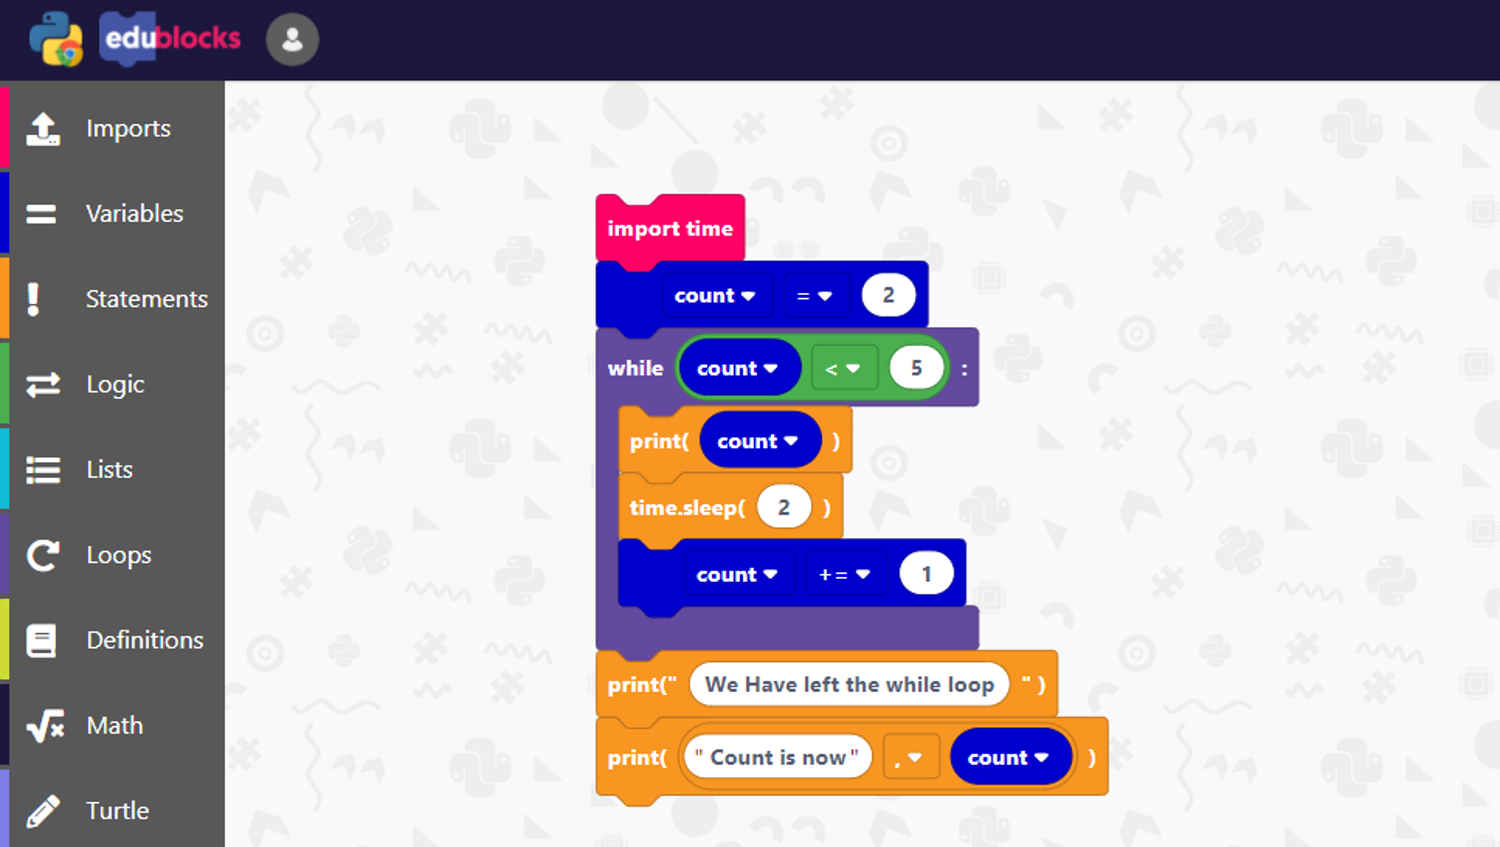 edublocks
Imports
Variables
Statements
Logic
Lists
Loops
Definitions
Math
Turtle
import time
count = 2
while count < 5 :
print( count )
time.sleep( 2 )
count += 1
print(" We Have left the while loop " )
print( " Count is now" , count )